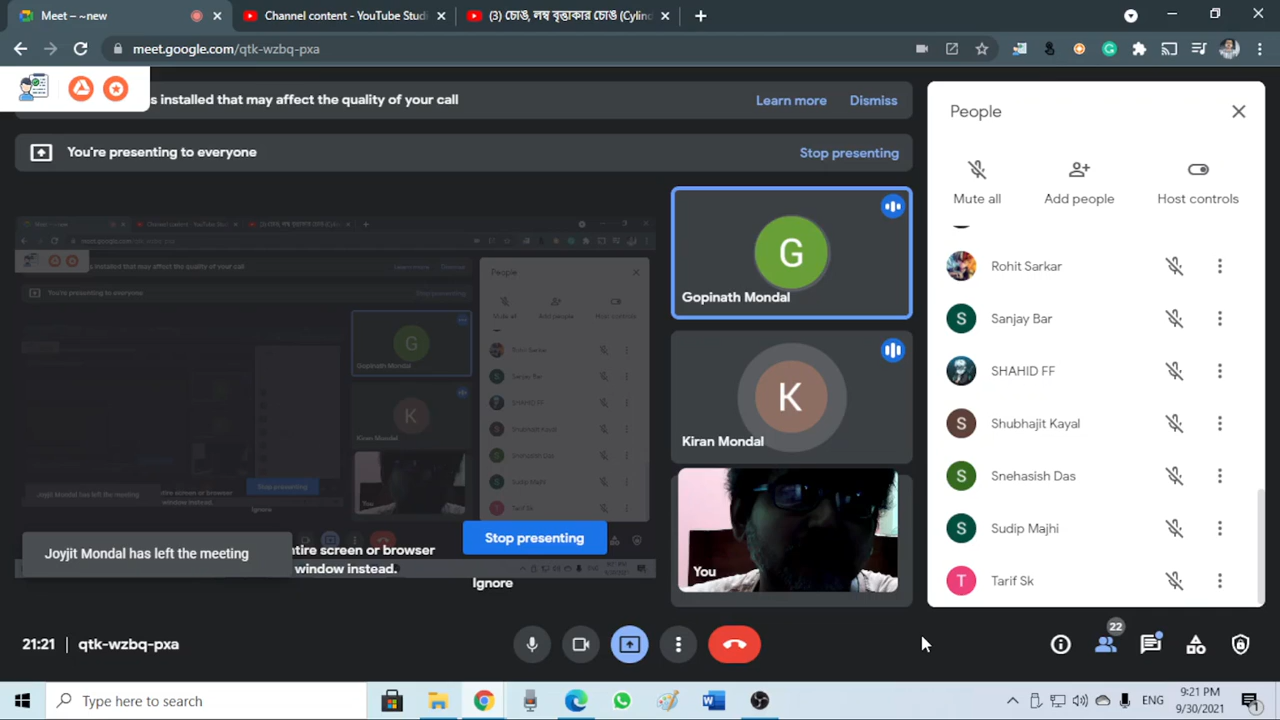 Meet – ~new
Channel content - YouTube Studi
(3) চোঙ, লম্ব বৃত্তাকার চোঙ (Cylind
meet.google.com/qtk-wzbq-pxa
s installed that may affect the quality of your call
Learn more
Dismiss
You're presenting to everyone
Stop presenting
People
Mute all
Add people
Host controls
G
Gopinath Mondal
K
Kiran Mondal
You
Rohit Sarkar
S
Sanjay Bar
SHAHID FF
S
Shubhajit Kayal
S
Snehasish Das
S
Sudip Majhi
T
Tarif Sk
Joyjit Mondal has left the meeting
ntire screen or browser
window instead.
Stop presenting
Ignore
21:21 | qtk-wzbq-pxa
22
Type here to search
ENG
9:21 PM
9/30/2021
1